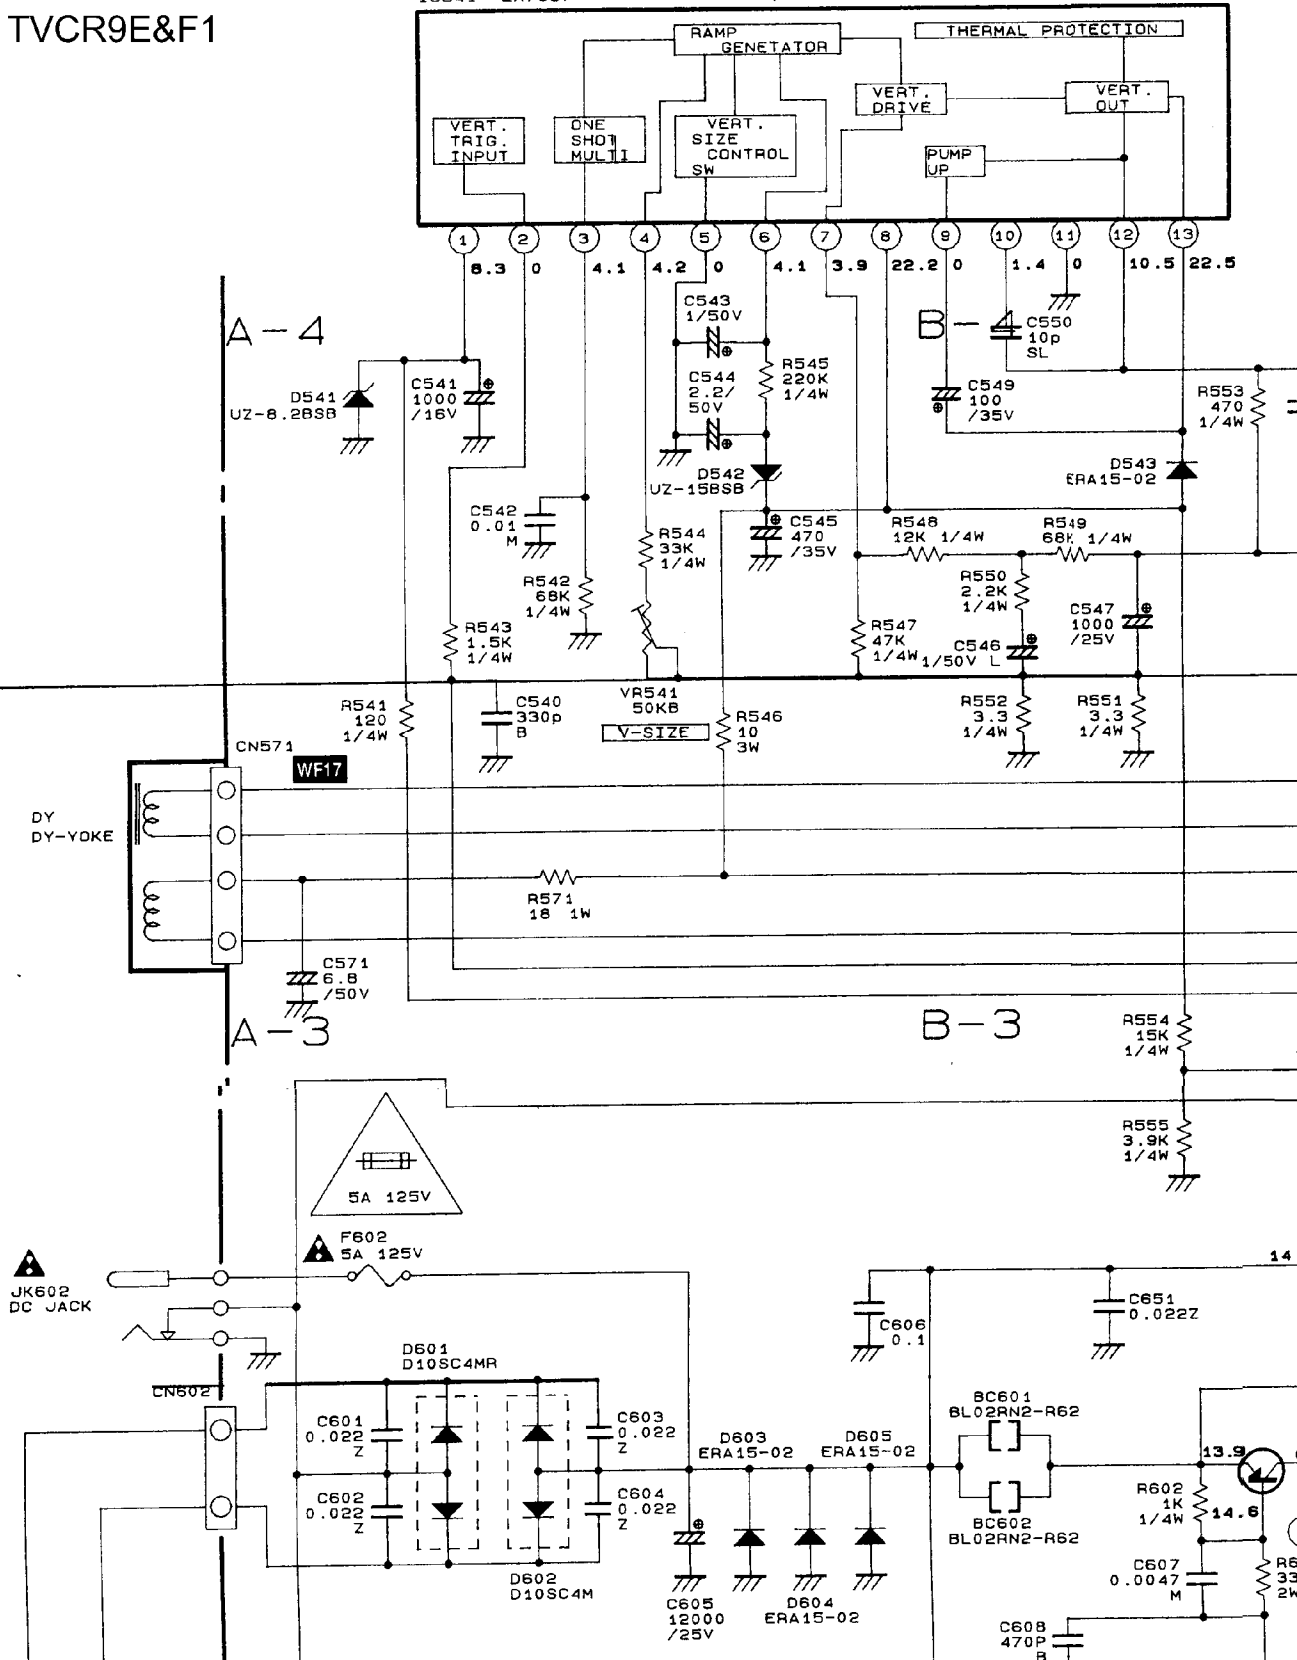 TVCR9E&F1
RAMP
GENETATOR
THERMAL PROTECTION
VERT.
DRIVE
VERT.
OUT
VERT.
TRIG.
INPUT
ONE
SHOT
MULTI
VERT.
SIZE
CONTROL
SW
PUMP
UP
1 2 3 4 5 6 7 8 9 10 11 12 13
8.3 0 4.1 4.2 0 4.1 3.9 22.2 0 1.4 0 10.5 22.5
A-4
B-4
C543
1/50V
C550
10p
SL
D541
UZ-8.2BSB
C541
1000
/16V
C544
2.2/
50V
R545
220K
1/4W
C549
100
/35V
R553
470
1/4W
D542
UZ-15BSB
D543
ERA15-02
C542
0.01
M
R544
33K
1/4W
C545
470
/35V
R548
12K 1/4W
R549
68K 1/4W
R542
68K
1/4W
R550
2.2K
1/4W
C547
1000
/25V
R543
1.5K
1/4W
R547
47K
1/4W
C546
1/50V L
R541
120
1/4W
C540
330p
B
VR541
50KB
V-SIZE
R546
10
3W
R552
3.3
1/4W
R551
3.3
1/4W
CN571
WF17
DY
DY-YOKE
R571
18 1W
C571
6.8
/50V
A-3
B-3
R554
15K
1/4W
R555
3.9K
1/4W
5A 125V
F602
5A 125V
JK602
DC JACK
14
C606
0.1
C651
0.022Z
D601
D10SC4MR
CN602
C601
0.022
Z
C603
0.022
Z
D603
ERA15-02
D605
ERA15-02
BC601
BL02RN2-R62
13.9
C602
0.022
Z
C604
0.022
Z
BC602
BL02RN2-R62
R602
1K
1/4W
14.6
D602
D10SC4M
C605
12000
/25V
D604
ERA15-02
C607
0.0047
M
R6
33
2W
C608
470P
B